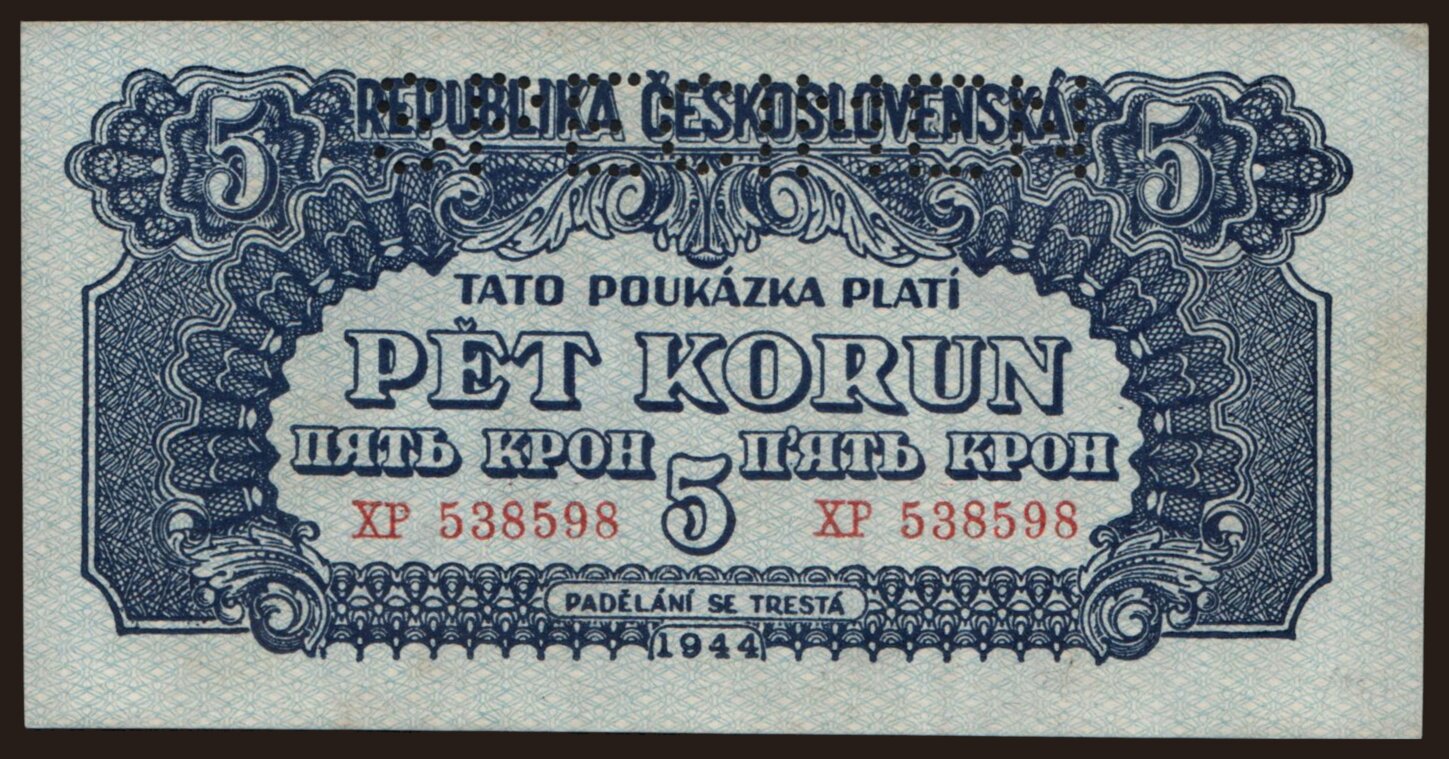 REPUBLIKA ČESKOSLOVENSKÁ
5 5
TATO POUKÁZKA PLATÍ
PĚT KORUN
ПЯТЬ КРОН 5 П'ЯТЬ КРОН
XP 538598 XP 538598
PADĚLÁNÍ SE TRESTÁ
1944